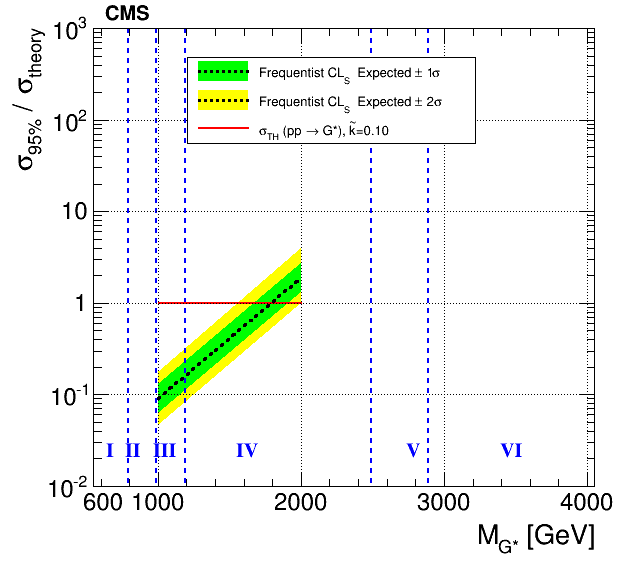 CMS
σ95% / σtheory
10³
10²
10
1
10⁻¹
10⁻²
Frequentist CLS Expected ± 1σ
Frequentist CLS Expected ± 2σ
σTH (pp → G*), k̃=0.10
I II III IV V VI
600 800 1000 2000 3000 4000
MG* [GeV]